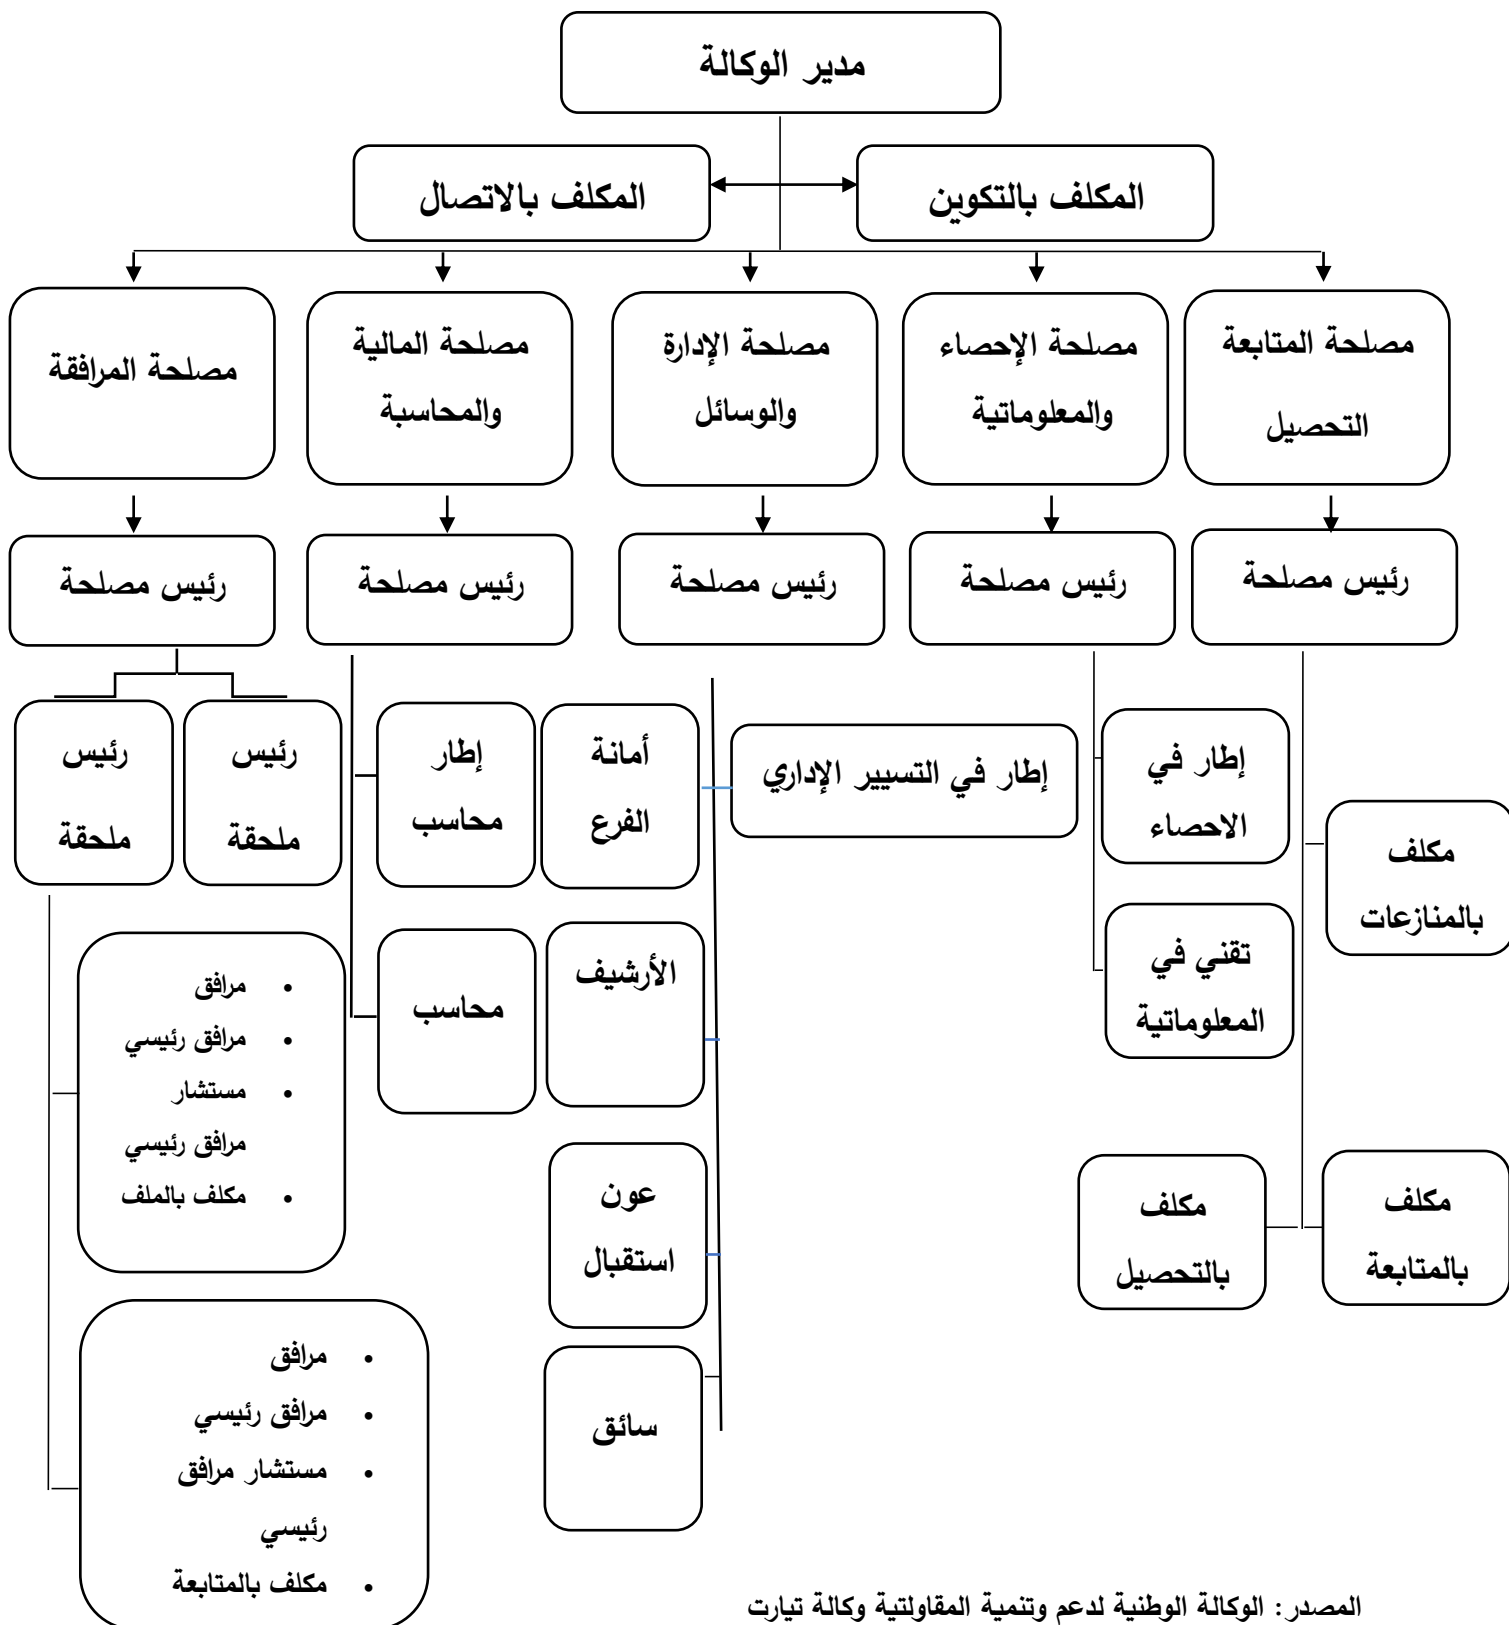 مدير الوكالة
المكلف بالتكوين
المكلف بالاتصال
مصلحة المتابعة
التحصيل
مصلحة الإحصاء
والمعلوماتية
مصلحة الإدارة
والوسائل
مصلحة المالية
والمحاسبة
مصلحة المرافقة
رئيس مصلحة
رئيس مصلحة
رئيس مصلحة
رئيس مصلحة
رئيس مصلحة
مكلف
بالمنازعات
إطار في
الاحصاء
إطار في التسيير الإداري
أمانة
الفرع
إطار
محاسب
رئيس
ملحقة
رئيس
ملحقة
تقني في
المعلوماتية
الأرشيف
محاسب
• مرافق
• مرافق رئيسي
• مستشار
مرافق رئيسي
• مكلف بالملف
مكلف
بالمتابعة
مكلف
بالتحصيل
عون
استقبال
سائق
• مرافق
• مرافق رئيسي
• مستشار مرافق
رئيسي
• مكلف بالمتابعة
المصدر: الوكالة الوطنية لدعم وتنمية المقاولتية وكالة تيارت